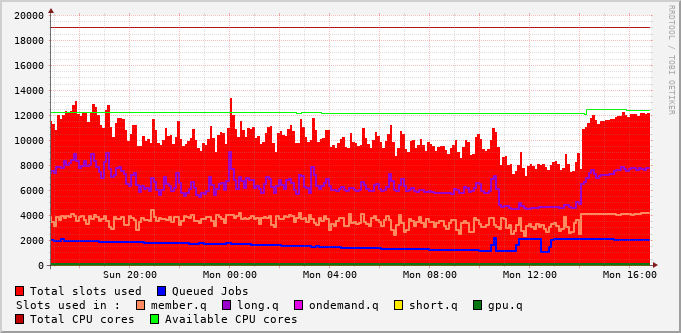 20000
18000
16000
14000
12000
10000
8000
6000
4000
2000
0
Sun 20:00 Mon 00:00 Mon 04:00 Mon 08:00 Mon 12:00 Mon 16:00
Total slots used Queued Jobs
Slots used in : member.q long.q ondemand.q short.q gpu.q
Total CPU cores Available CPU cores
RRDTOOL / TOBI OETIKER